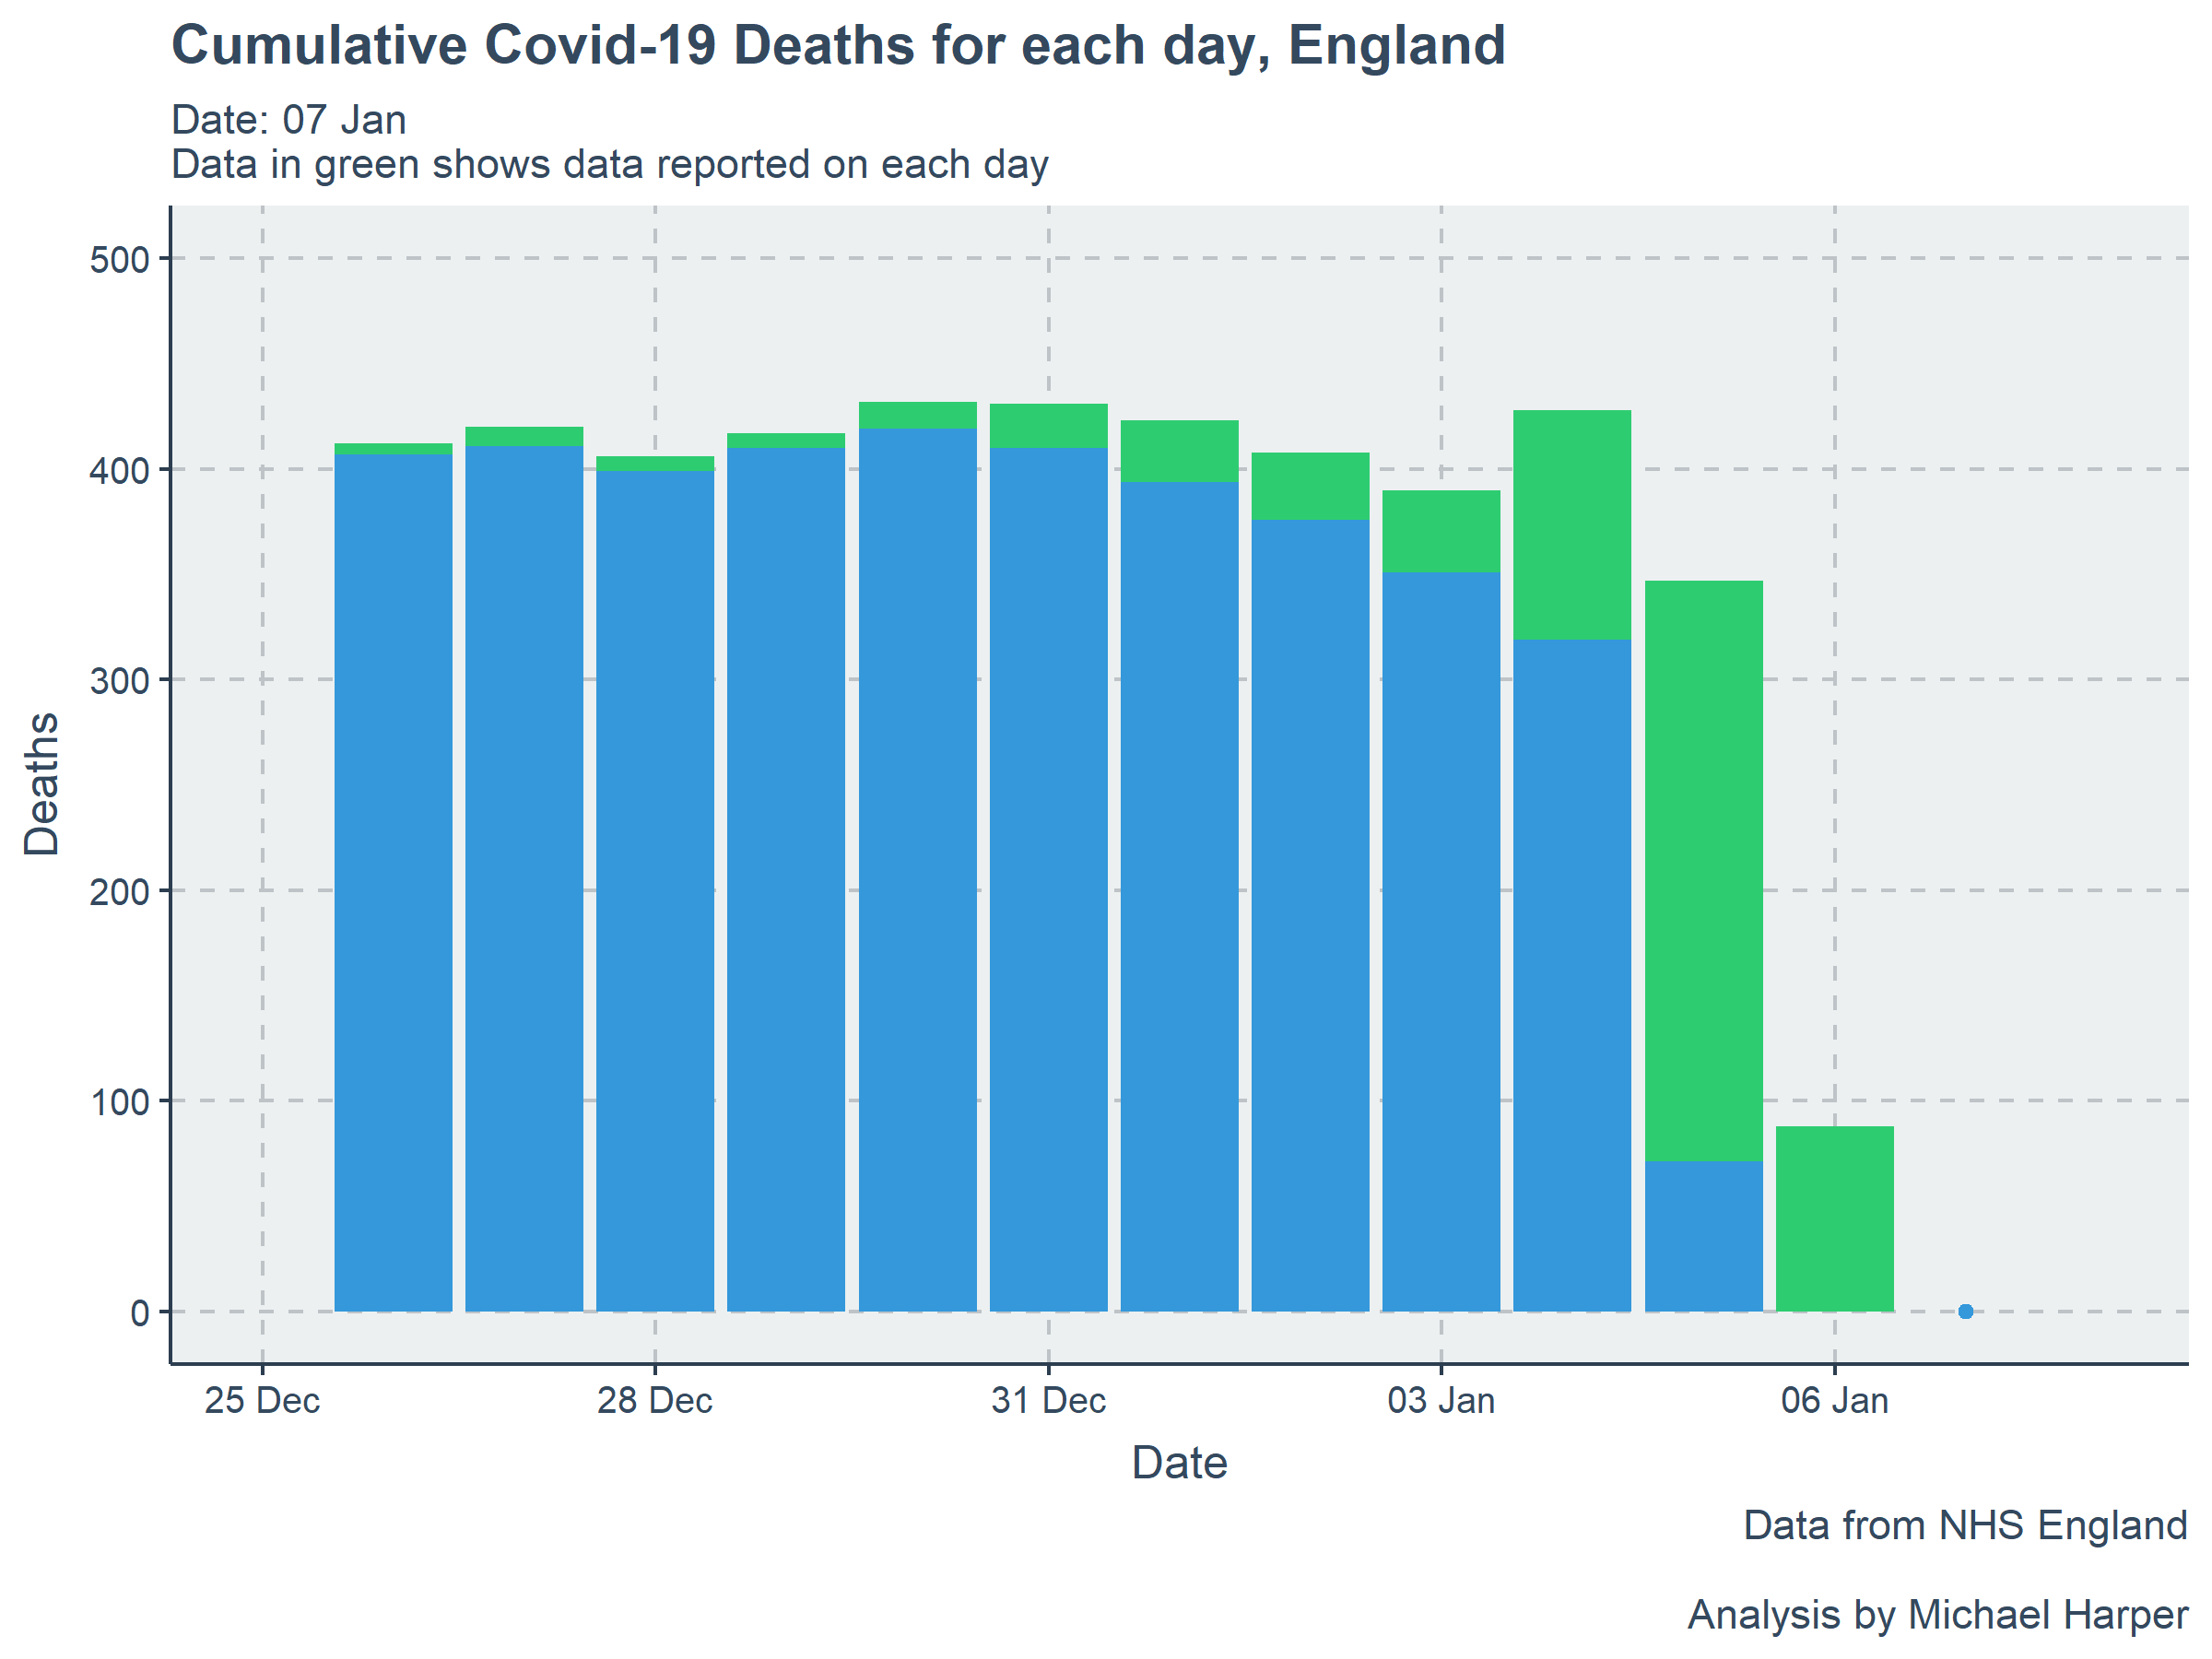 Cumulative Covid-19 Deaths for each day, England
Date: 07 Jan
Data in green shows data reported on each day
500
400
300
200
100
0
Deaths
25 Dec
28 Dec
31 Dec
03 Jan
06 Jan
Date
Data from NHS England
Analysis by Michael Harper